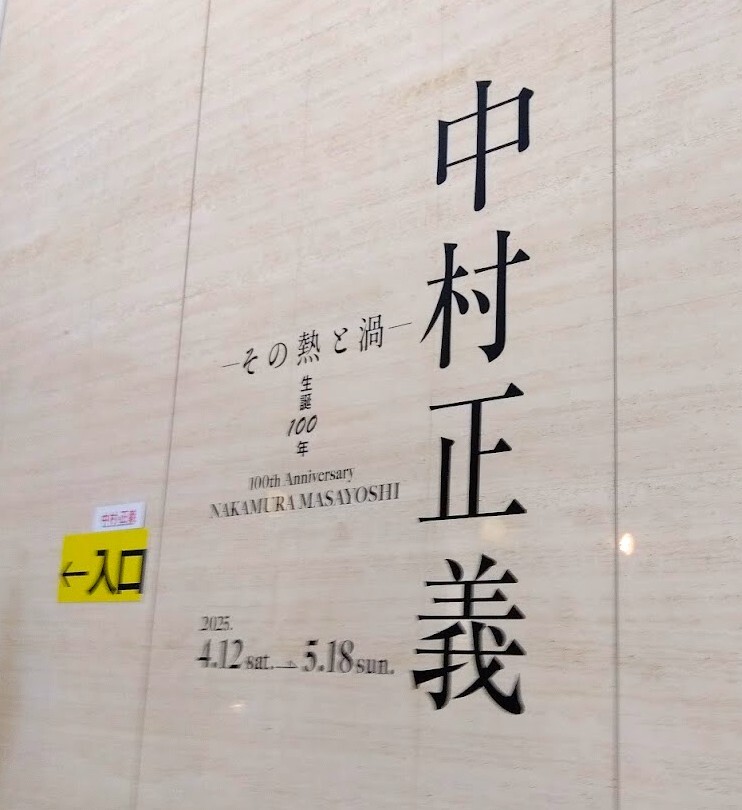 中村正義
—その熱と渦—
生誕
100
年
100th Anniversary
NAKAMURA MASAYOSHI
2025.
4.12 sat.→5.18 sun.
中村正義
←入口